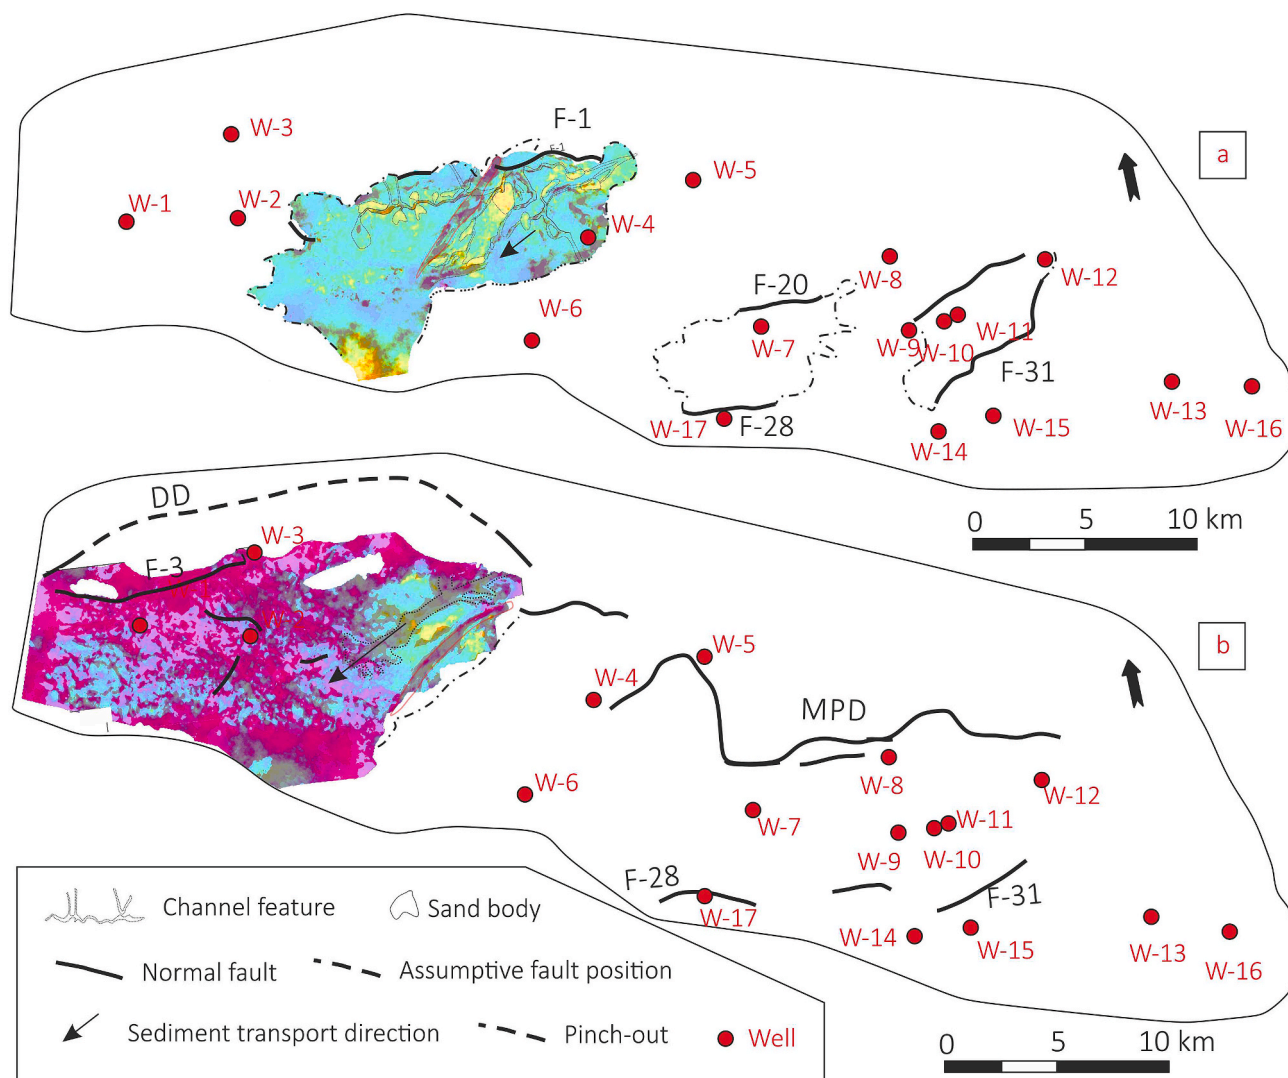 F-1
F-1
a
W-3
W-5
W-1
W-2
W-4
W-8
W-12
F-20
W-6
W-7
W-9
W-10
W-11
F-31
W-13
W-16
W-17
F-28
W-14
W-15
0 5 10 km
DD
W-3
F-3
b
W-5
W-4
MPD
W-8
W-12
W-6
W-7
W-11
W-9
W-10
F-28
F-31
W-17
W-14
W-15
W-13
W-16
Channel feature
Sand body
Normal fault
Assumptive fault position
Sediment transport direction
Pinch-out
Well
0 5 10 km